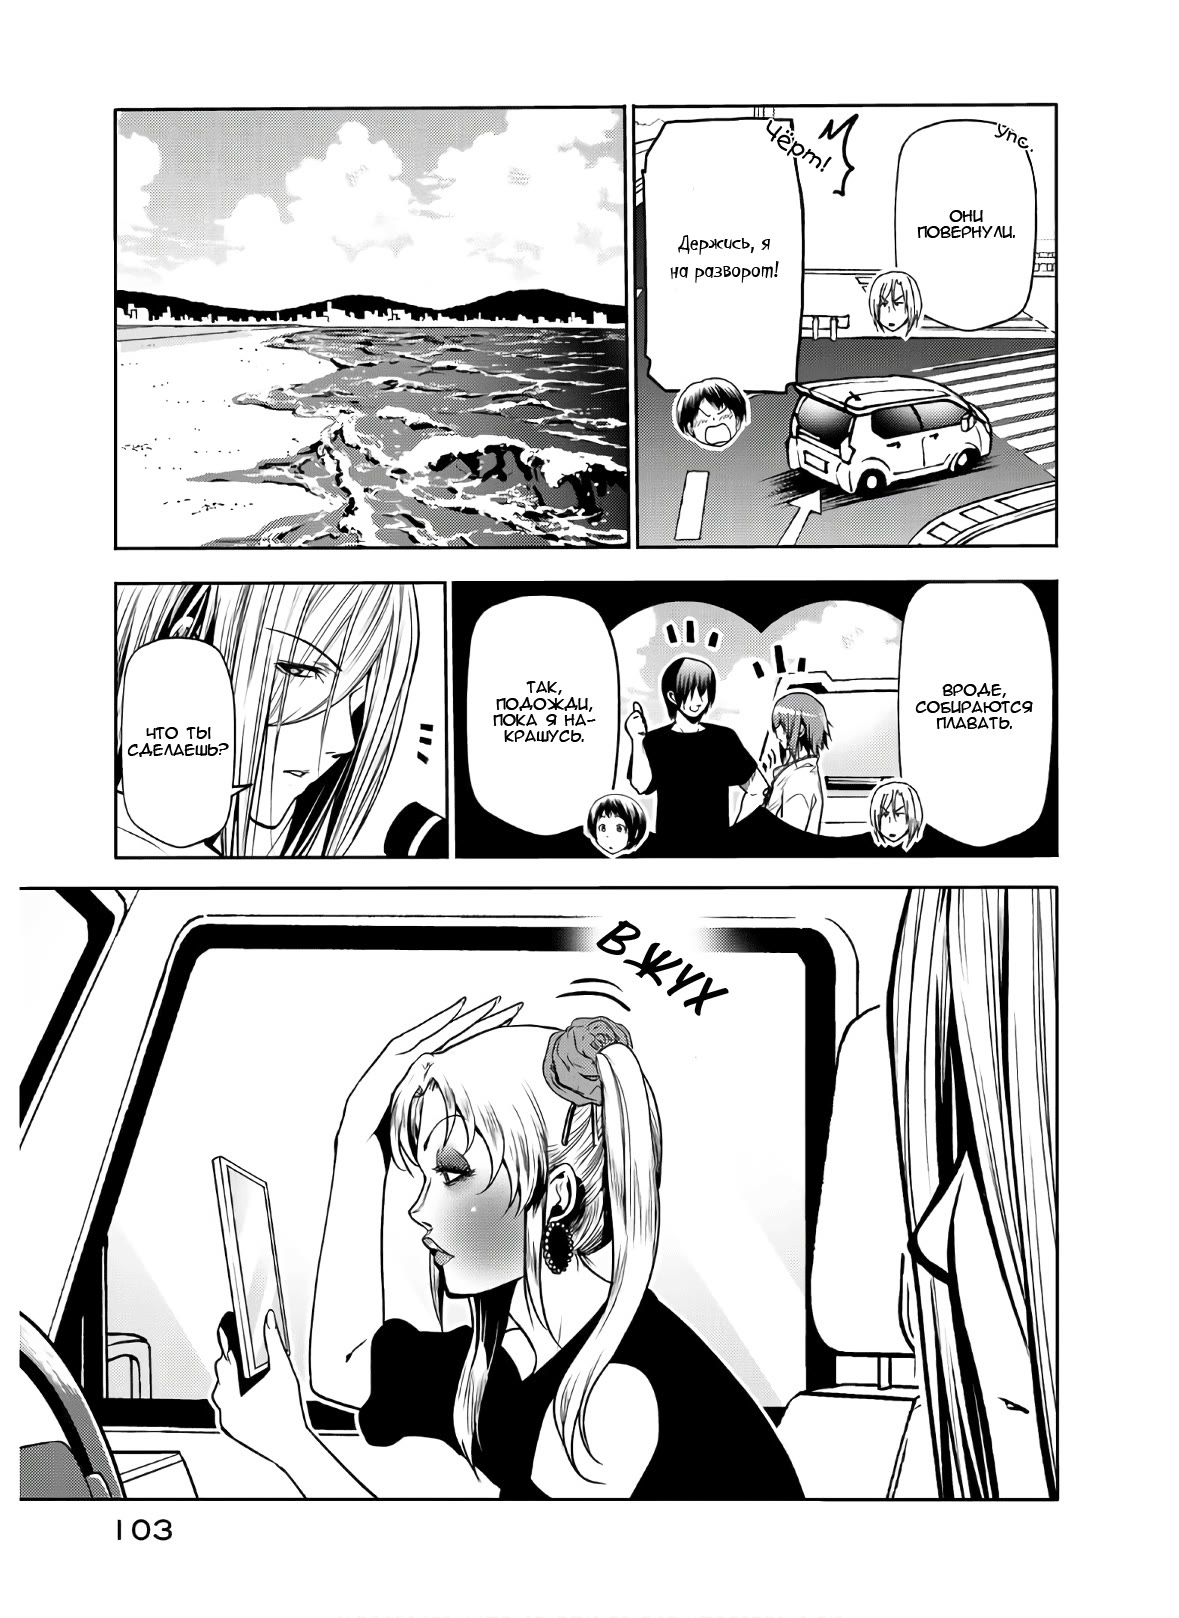 Упс.
ОНИ
ПОВЕРНУЛИ.
Чёрт!
Держись, я
на разворот!
ВРОДЕ,
СОБИРАЮТСЯ
ПЛАВАТЬ.
ТАК,
ПОДОЖДИ,
ПОКА Я НА-
КРАШУСЬ.
ЧТО ТЫ
СДЕЛАЕШЬ?
ВЖУХ
103